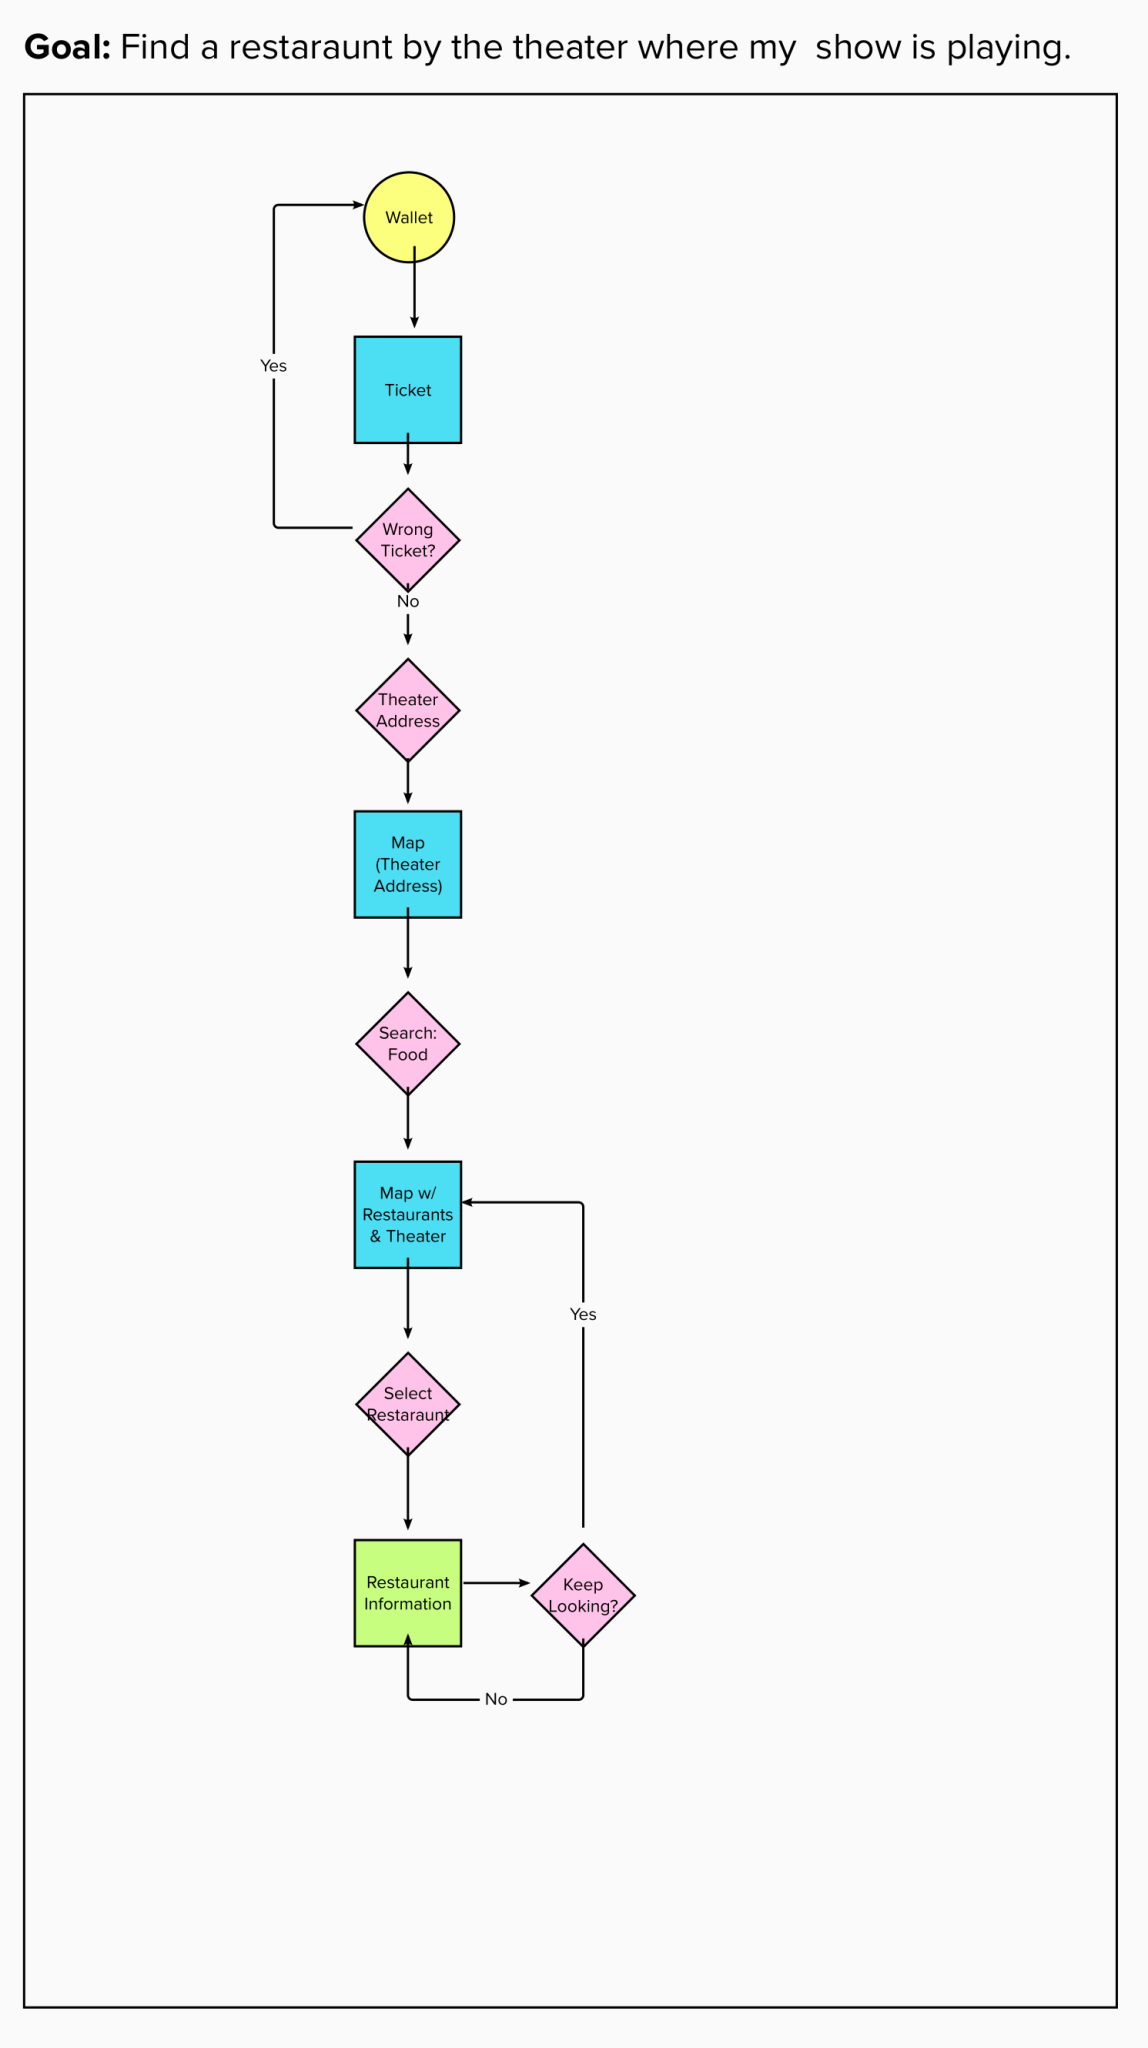 Goal: Find a restaraunt by the theater where my  show is playing.
Wallet
Yes
Ticket
Wrong
Ticket?
No
Theater
Address
Map
(Theater
Address)
Search:
Food
Map w/
Restaurants
& Theater
Yes
Select
Restaraunt
Restaurant
Information
Keep
Looking?
No